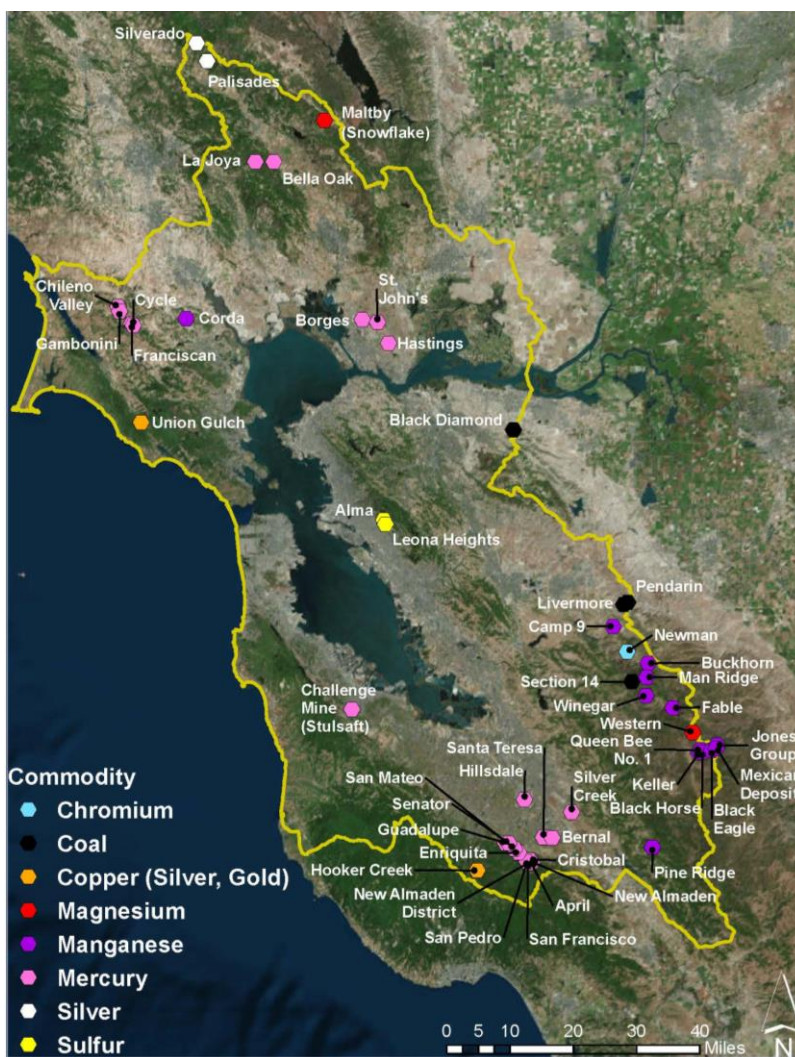 Silverado
Palisades
Maltby
(Snowflake)
La Joya
Bella Oak
Chileno
Valley
Cycle
Corda
Gambonini
Franciscan
St.
John's
Borges
Hastings
Union Gulch
Black Diamond
Alma
Leona Heights
Pendarin
Livermore
Camp 9
Newman
Buckhorn
Man Ridge
Section 14
Winegar
Fable
Western
Queen Bee
No. 1
Jones
Group
Keller
Mexican
Deposit
Black Horse
Black
Eagle
Challenge
Mine
(Stulsaft)
Santa Teresa
Hillsdale
San Mateo
Silver
Creek
Senator
Guadalupe
Bernal
Enriquita
Cristobal
Pine Ridge
Hooker Creek
New Almaden
District
New Almaden
April
San Pedro
San Francisco
Commodity
Chromium
Coal
Copper (Silver, Gold)
Magnesium
Manganese
Mercury
Silver
Sulfur
0 5 10 20 30 40
Miles
N